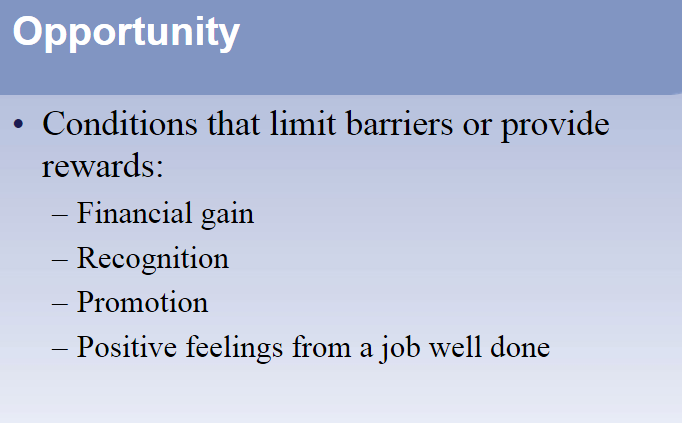 Opportunity
• Conditions that limit barriers or provide
rewards:
– Financial gain
– Recognition
– Promotion
– Positive feelings from a job well done